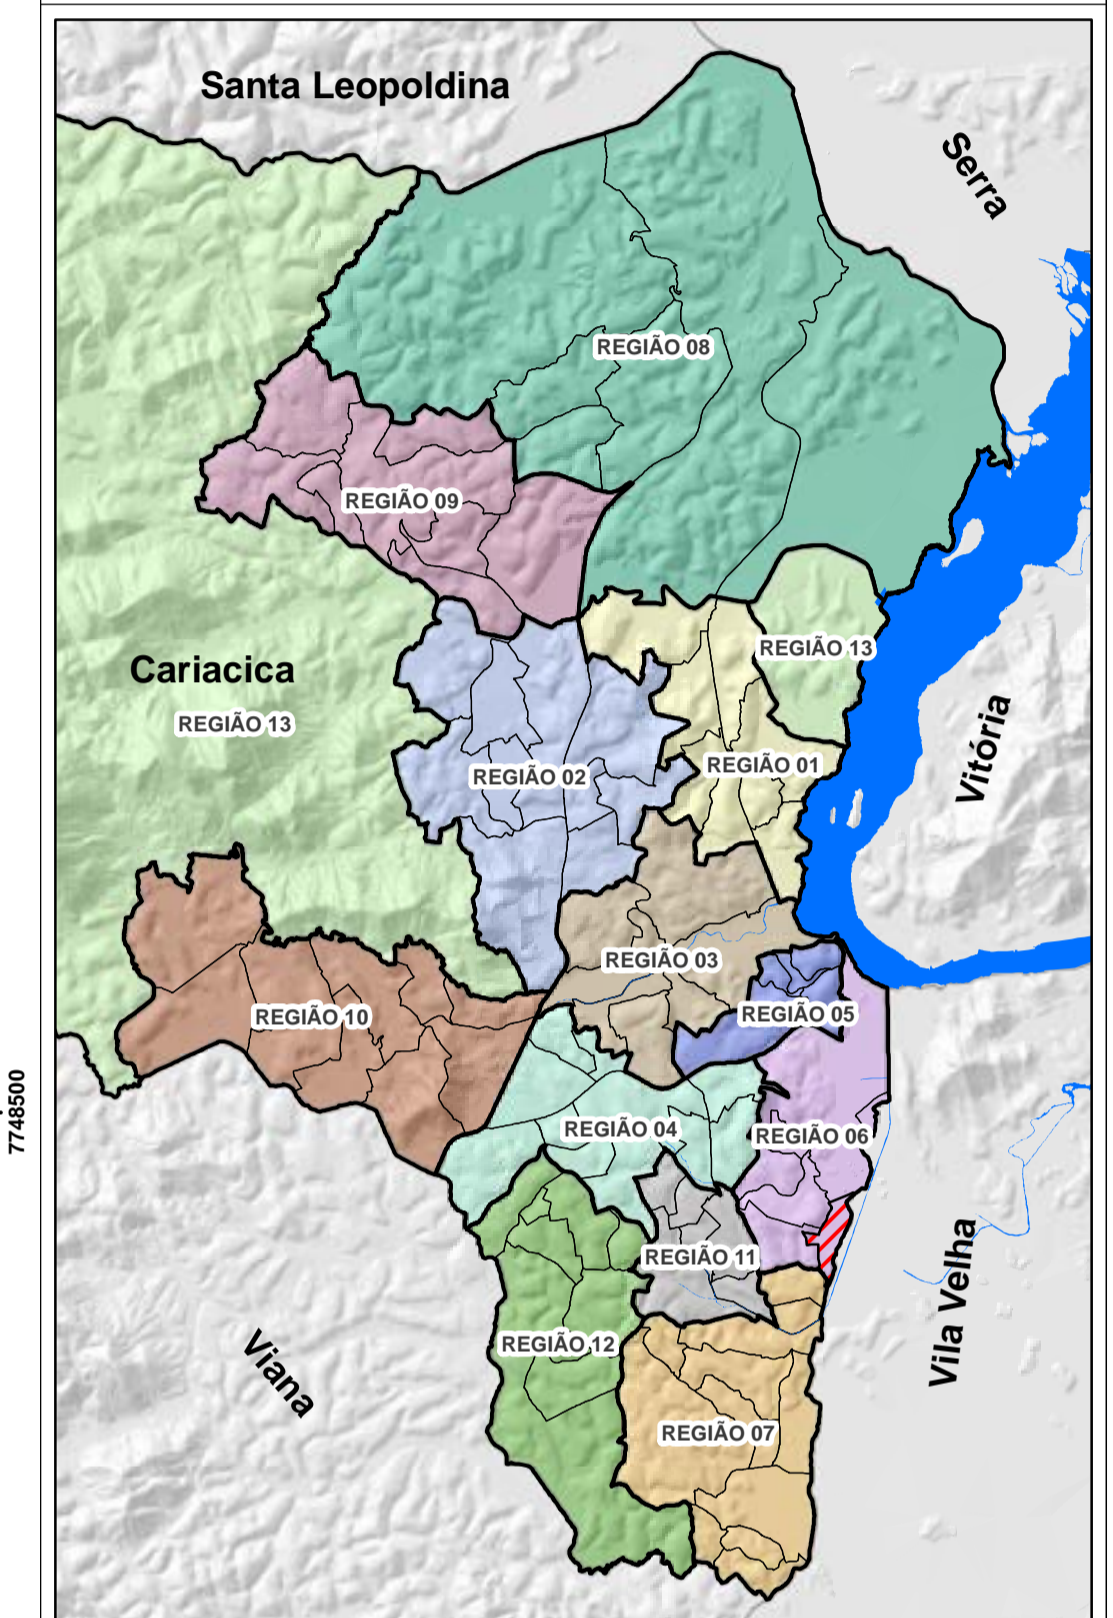 Santa Leopoldina
Serra
REGIÃO 08
REGIÃO 09
REGIÃO 13
Cariacica
REGIÃO 13
Vitória
REGIÃO 01
REGIÃO 02
REGIÃO 03
REGIÃO 05
REGIÃO 10
7748500
REGIÃO 04
REGIÃO 06
REGIÃO 11
Vila Velha
REGIÃO 12
Viana
REGIÃO 07